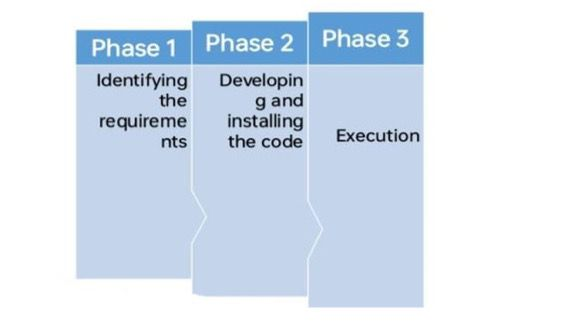 Phase 1
Identifying
the
requireme
nts
Phase 2
Developin
g and
installing
the code
Phase 3
Execution